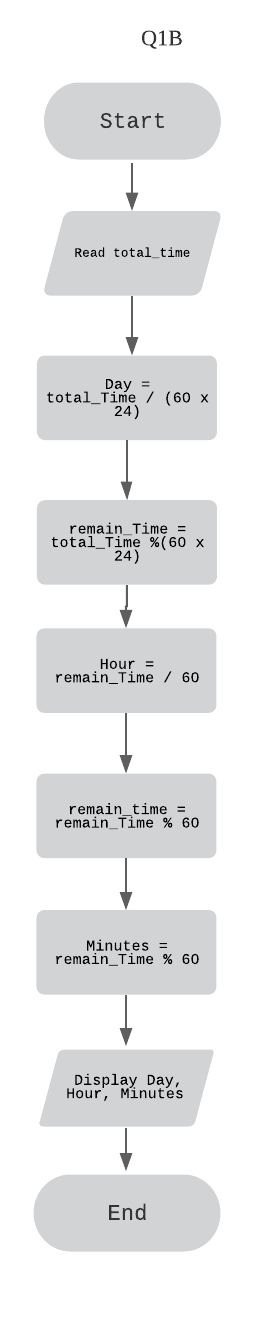 Q1B
Start
Read total_time
Day =
total_Time / (60 x
24)
remain_Time =
total_Time %(60 x
24)
Hour =
remain_Time / 60
remain_time =
remain_Time % 60
Minutes =
remain_Time % 60
Display Day,
Hour, Minutes
End